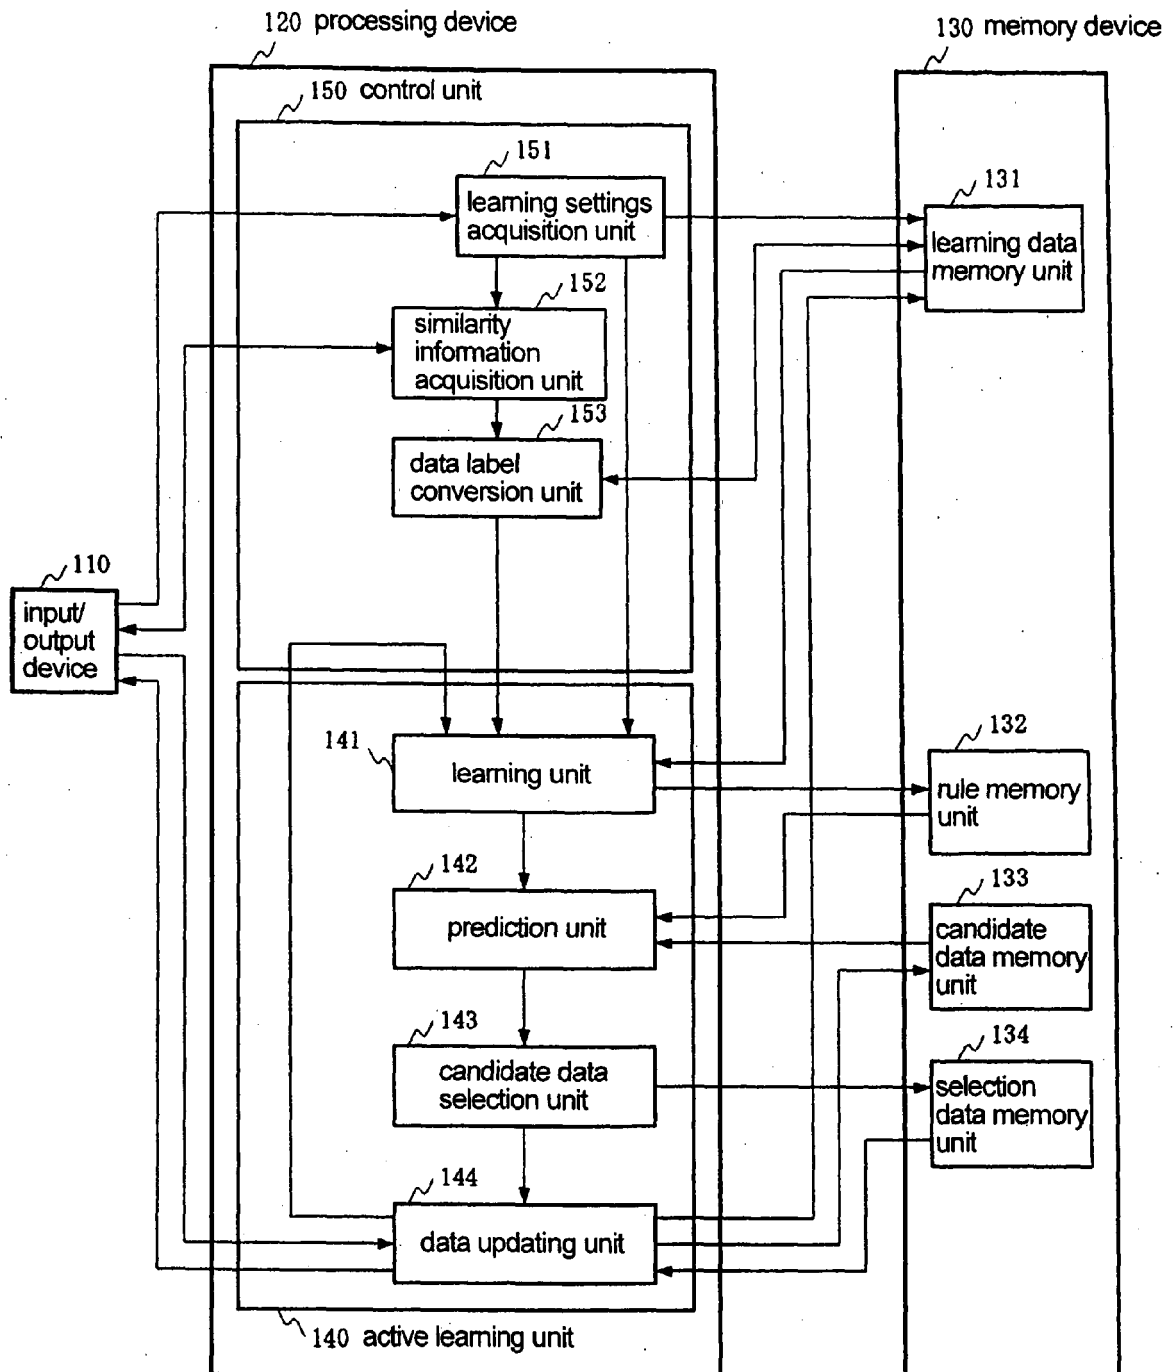 120 processing device
130 memory device
150 control unit
151
learning settings
acquisition unit
131
learning data
memory unit
152
similarity
information
acquisition unit
153
data label
conversion unit
110
input/
output
device
141
learning unit
132
rule memory
unit
142
prediction unit
133
candidate
data memory
unit
143
candidate data
selection unit
134
selection
data memory
unit
144
data updating unit
140 active learning unit